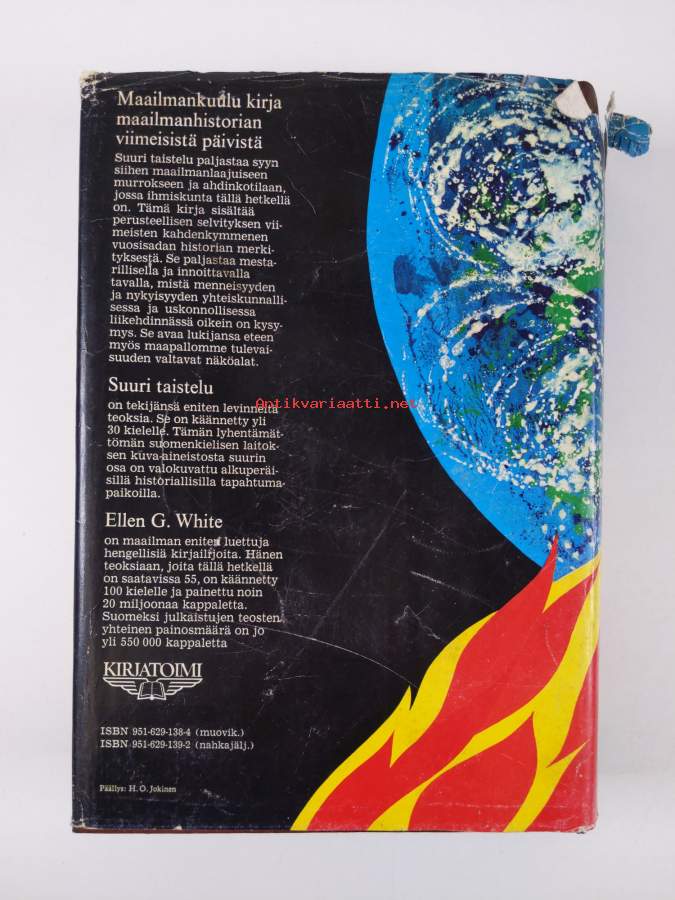 Maailmankuulu kirja
maailmanhistorian
viimeisistä päivistä
Suuri taistelu paljastaa syyn
siihen maailmanlaajuiseen
murrokseen ja ahdinkotilaan,
jossa ihmiskunta tällä hetkellä
on. Tämä kirja sisältää
perusteellisen selvityksen vii-
meisten kahdenkymmenen
vuosisadan historian merki-
tyksestä. Se paljastaa mesta-
rillisella ja innoittavalla
tavalla, mistä menneisyyden
ja nykyisyyden yhteiskunnalli-
sessa ja uskonnollisessa
liikehdinnässä oikein on kysy-
mys. Se avaa lukijansa eteen
myös maapallomme tulevai-
suuden valtavat näköalat.
Suuri taistelu
Antikvariaatti.net
on tekijänsä eniten levinneitä
teoksia. Se on käännetty yli
30 kielelle. Tämän lyhentämät-
tömän suomenkielisen laitok-
sen kuva-aineistosta suurin
osa on valokuvattu alkuperäi-
sillä historiallisilla tapahtuma-
paikoilla.
Ellen G. White
on maailman eniten luettuja
hengellisiä kirjailijoita. Hänen
teoksiaan, joita tällä hetkellä
on saatavissa 55, on käännetty
100 kielelle ja painettu noin
20 miljoonaa kappaletta.
Suomeksi julkaistujen teosten
yhteinen painosmäärä on jo
yli 550 000 kappaletta
KIRJATOIMI
ISBN 951-629-138-4 (muovik.)
ISBN 951-629-139-2 (nahkajälj.)
Päällys: H. O. Jokinen